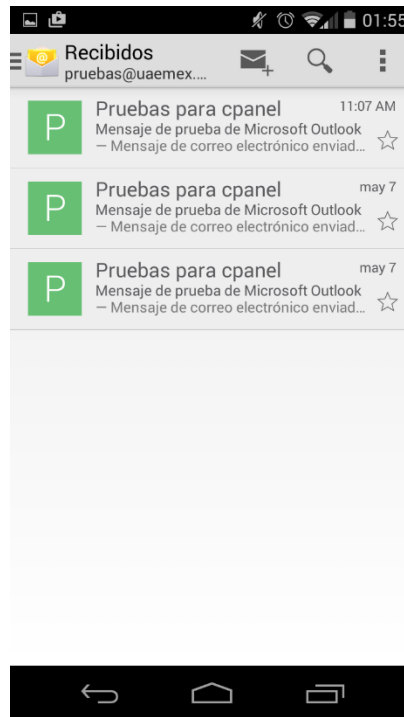 01:55
Recibidos
pruebas@uaemex....
P
Pruebas para cpanel 11:07 AM
Mensaje de prueba de Microsoft Outlook
– Mensaje de correo electrónico enviad...
P
Pruebas para cpanel may 7
Mensaje de prueba de Microsoft Outlook
– Mensaje de correo electrónico enviad...
P
Pruebas para cpanel may 7
Mensaje de prueba de Microsoft Outlook
– Mensaje de correo electrónico enviad...